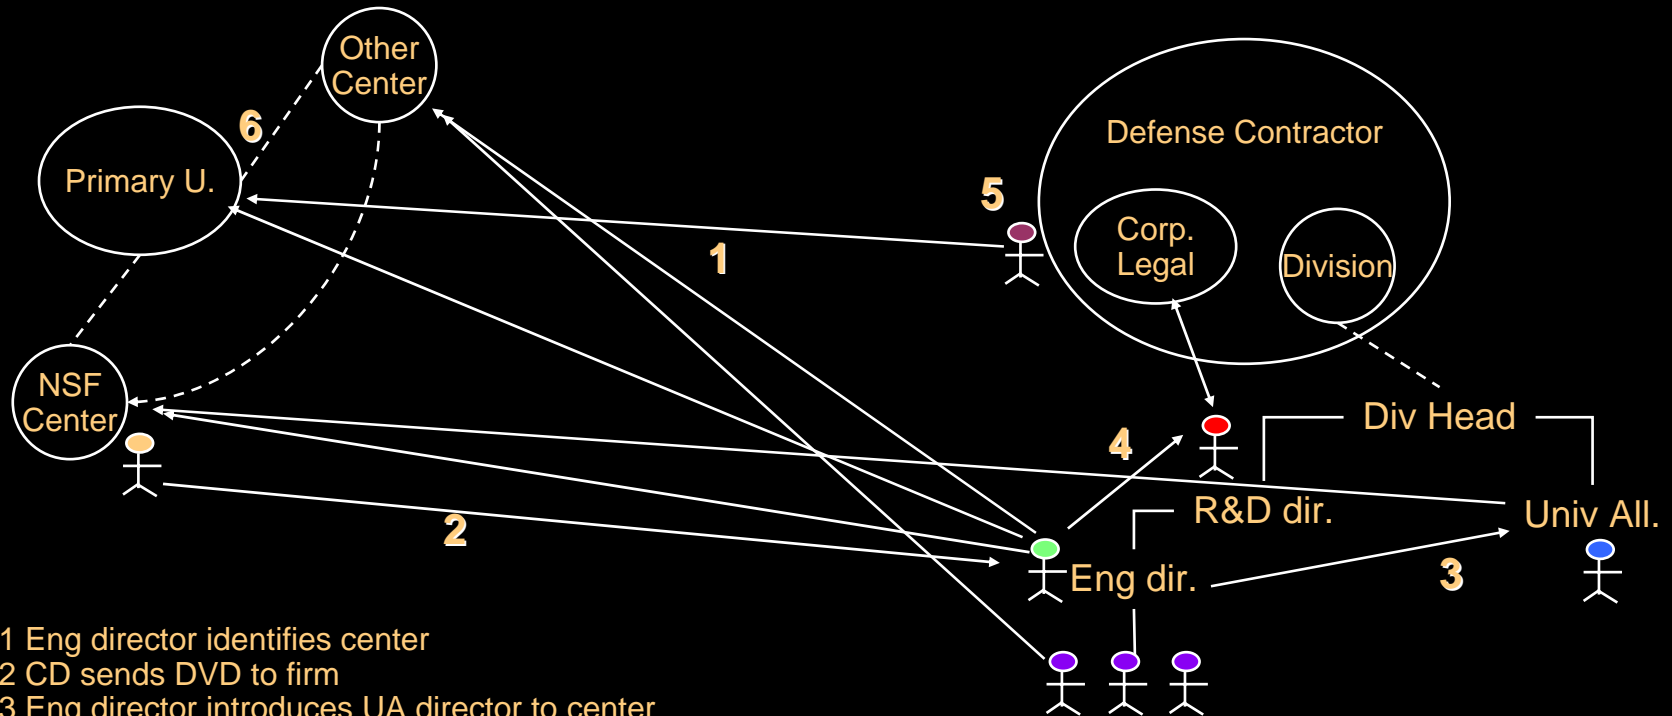 Other
Center
6
Primary U.
Defense Contractor
5
Corp.
Legal
Division
1
NSF
Center
4
Div Head
2
R&D dir.
Univ All.
Eng dir.
3
1 Eng director identifies center
2 CD sends DVD to firm
3 Eng director introduces UA director to center